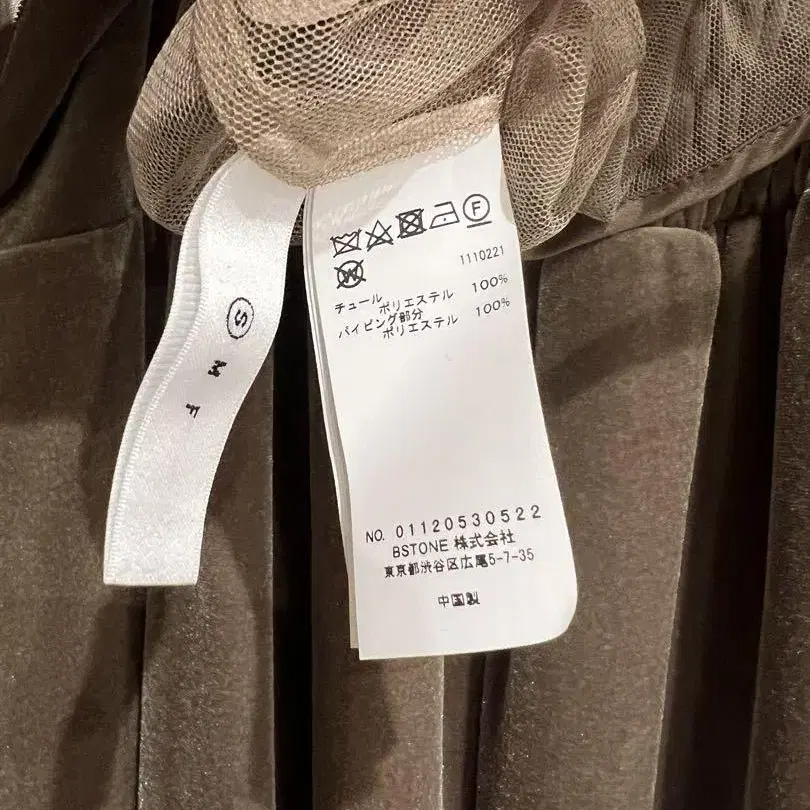 S M F
F
W
1110221
チュール
ポリエステル 100%
パイピング部分
ポリエステル 100%
NO. 01120530522
BSTONE 株式会社
東京都渋谷区広尾5-7-35
中国製